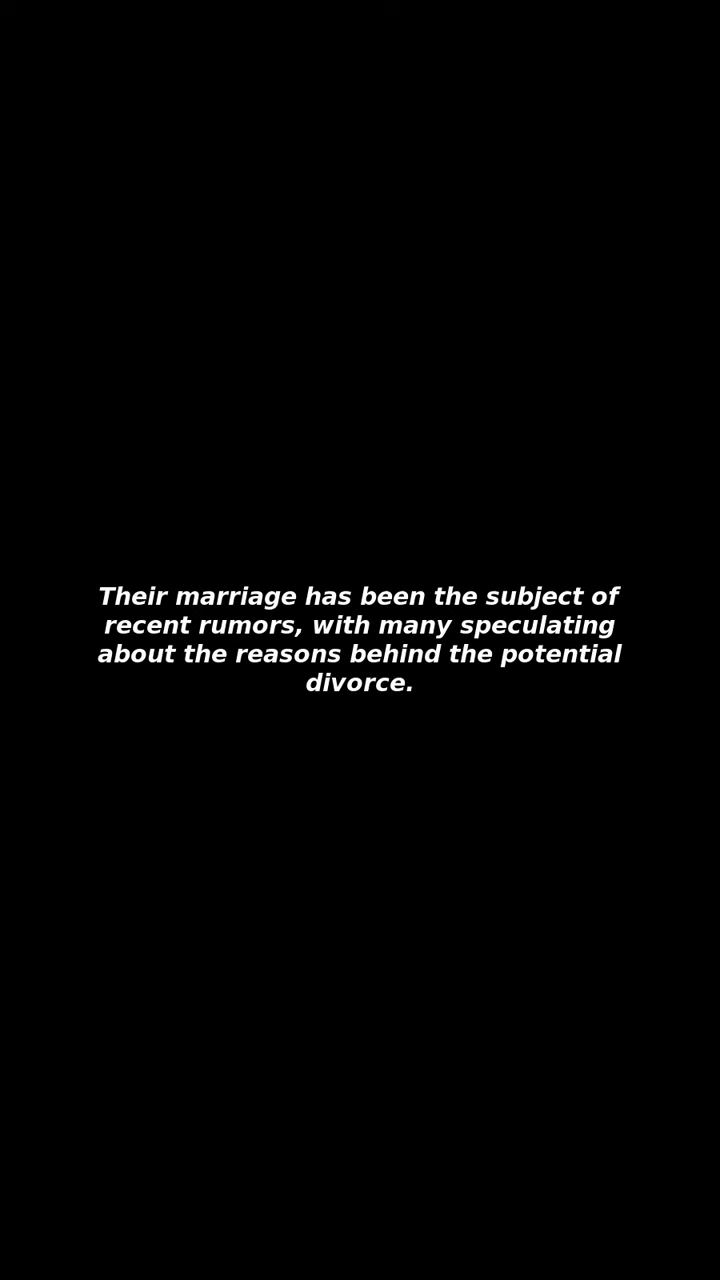 Their marriage has been the subject of
recent rumors, with many speculating
about the reasons behind the potential
divorce.